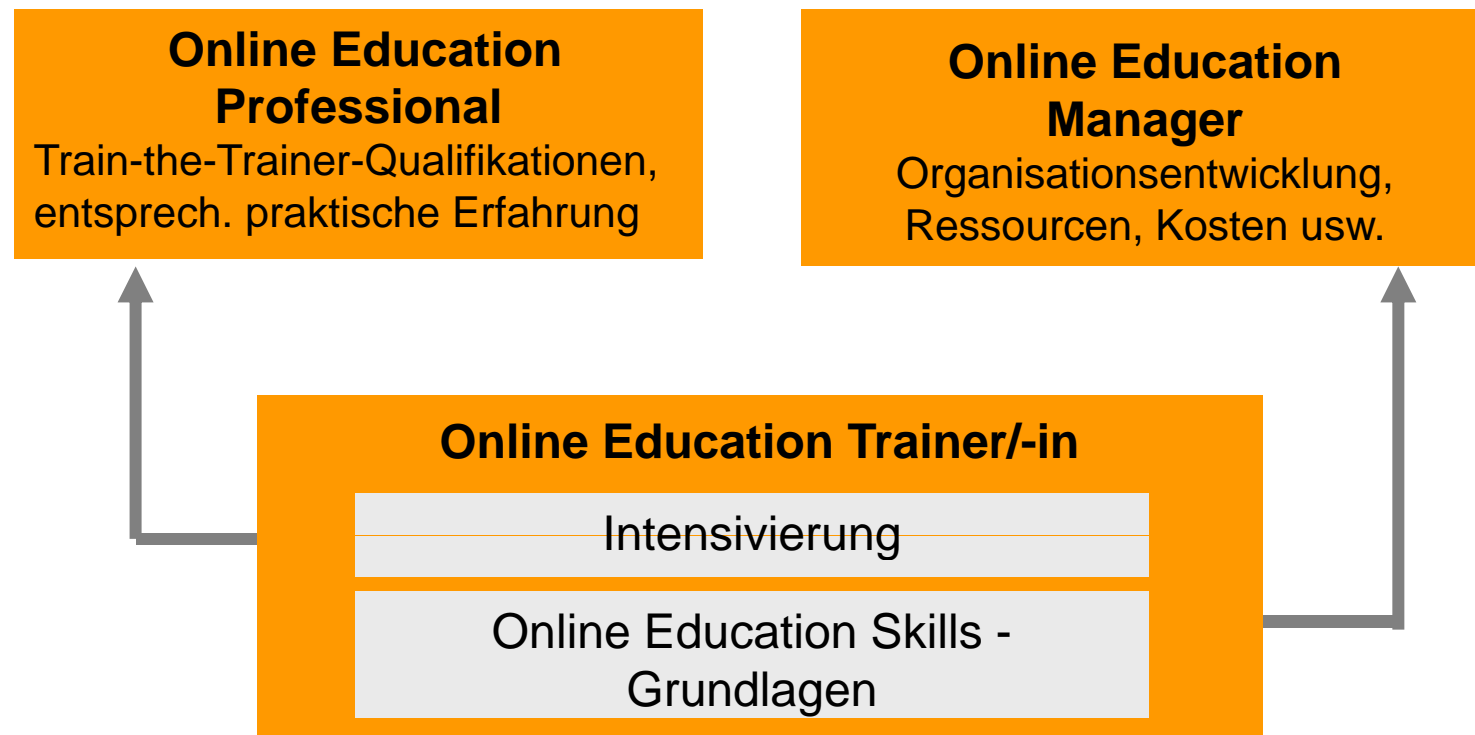 Online Education
Professional
Train-the-Trainer-Qualifikationen,
entsprech. praktische Erfahrung
Online Education
Manager
Organisationsentwicklung,
Ressourcen, Kosten usw.
Online Education Trainer/-in
Intensivierung
Online Education Skills -
Grundlagen